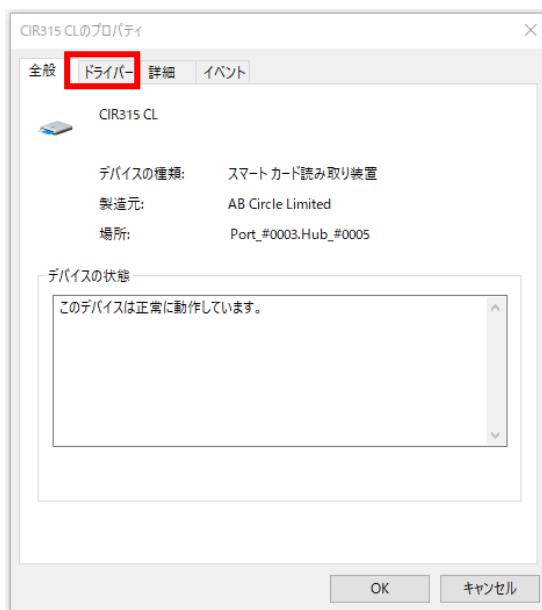 CIR315 CLのプロパティ
全般 ドライバー 詳細 イベント
CIR315 CL
デバイスの種類: スマート カード読み取り装置
製造元: AB Circle Limited
場所: Port_#0003.Hub_#0005
デバイスの状態
このデバイスは正常に動作しています。
OK キャンセル